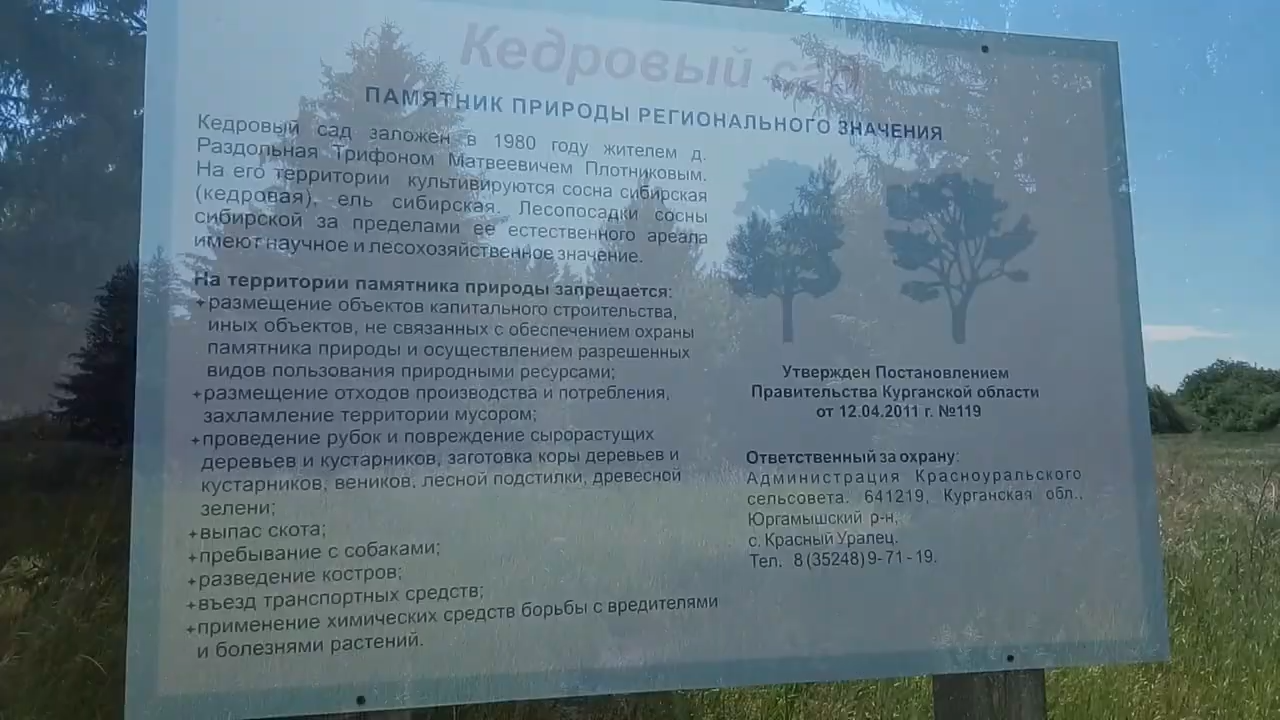 Кедровый сад
ПАМЯТНИК ПРИРОДЫ РЕГИОНАЛЬНОГО ЗНАЧЕНИЯ
Кедровый сад заложен в 1980 году жителем д.
Раздольная Трифоном Матвеевичем Плотниковым.
На его территории культивируются сосна сибирская
(кедровая), ель сибирская. Лесопосадки сосны
сибирской за пределами ее естественного ареала
имеют научное и лесохозяйственное значение.
На территории памятника природы запрещается:
+размещение объектов капитального строительства,
иных объектов, не связанных с обеспечением охраны
памятника природы и осуществлением разрешенных
видов пользования природными ресурсами;
+размещение отходов производства и потребления,
захламление территории мусором;
+проведение рубок и повреждение сырорастущих
деревьев и кустарников, заготовка коры деревьев и
кустарников, веников, лесной подстилки, древесной
зелени;
+выпас скота;
+пребывание с собаками;
+разведение костров;
+въезд транспортных средств;
+применение химических средств борьбы с вредителями
и болезнями растений.
Утвержден Постановлением
Правительства Курганской области
от 12.04.2011 г. №119
Ответственный за охрану:
Администрация Красноуральского
сельсовета. 641219, Курганская обл.,
Юргамышский р-н,
с. Красный Уралец.
Тел. 8(35248)9-71-19.